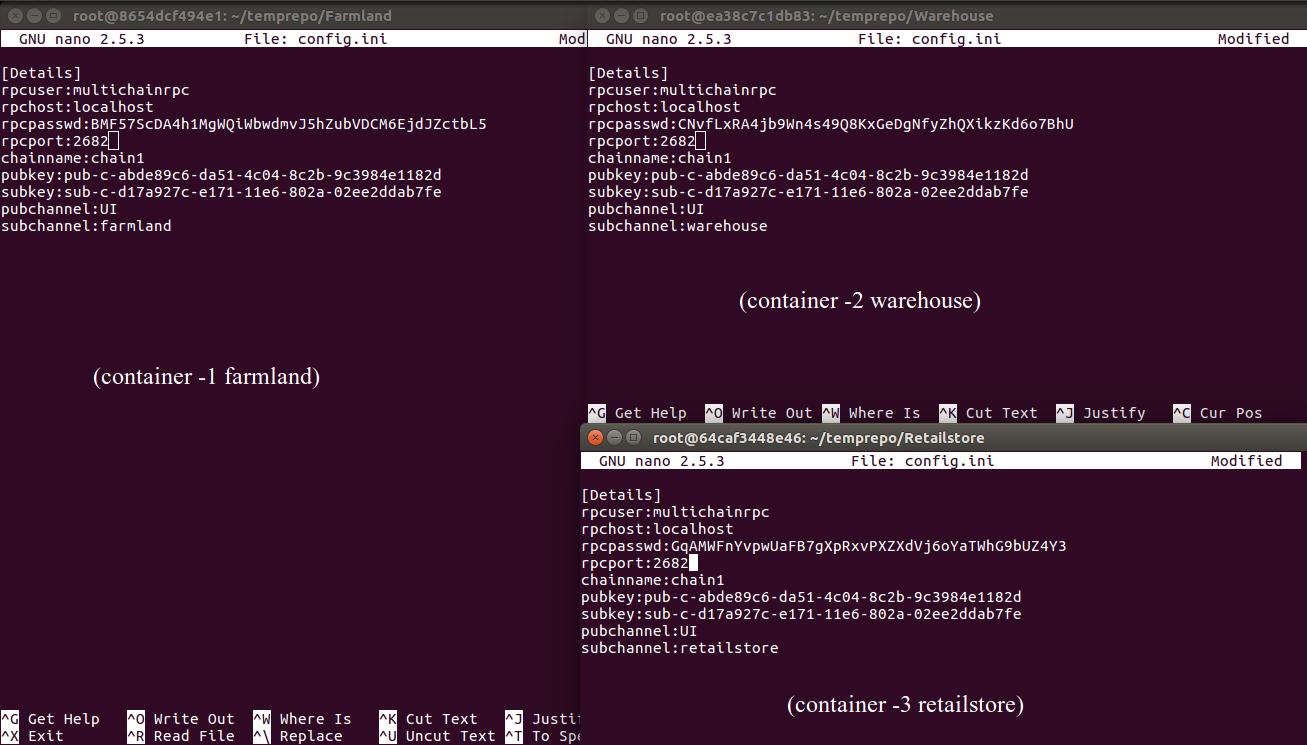 root@8654dcf494e1: ~/temprepo/Farmland
GNU nano 2.5.3 File: config.ini Mod
[Details]
rpcuser:multichainrpc
rpchost:localhost
rpcpasswd:BMF57ScDA4h1MgWQiWbwdmvJ5hZubVDCM6EjdJZctbL5
rpcport:2682
chainname:chain1
pubkey:pub-c-abde89c6-da51-4c04-8c2b-9c3984e1182d
subkey:sub-c-d17a927c-e171-11e6-802a-02ee2ddab7fe
pubchannel:UI
subchannel:farmland
(container -1 farmland)
^G Get Help ^O Write Out ^W Where Is ^K Cut Text ^J Justif
^X Exit ^R Read File ^\ Replace ^U Uncut Text ^T To Spe
root@ea38c7c1db83: ~/temprepo/Warehouse
GNU nano 2.5.3 File: config.ini Modified
[Details]
rpcuser:multichainrpc
rpchost:localhost
rpcpasswd:CNvfLxRA4jb9Wn4s49Q8KxGeDgNfyZhQXikzKd6o7BhU
rpcport:2682
chainname:chain1
pubkey:pub-c-abde89c6-da51-4c04-8c2b-9c3984e1182d
subkey:sub-c-d17a927c-e171-11e6-802a-02ee2ddab7fe
pubchannel:UI
subchannel:warehouse
(container -2 warehouse)
^G Get Help ^O Write Out ^W Where Is ^K Cut Text ^J Justify ^C Cur Pos
root@64caf3448e46: ~/temprepo/Retailstore
GNU nano 2.5.3 File: config.ini Modified
[Details]
rpcuser:multichainrpc
rpchost:localhost
rpcpasswd:GqAMWFnYvpwUaFB7gXpRxvPXZXdVj6oYaTWhG9bUZ4Y3
rpcport:2682
chainname:chain1
pubkey:pub-c-abde89c6-da51-4c04-8c2b-9c3984e1182d
subkey:sub-c-d17a927c-e171-11e6-802a-02ee2ddab7fe
pubchannel:UI
subchannel:retailstore
(container -3 retailstore)